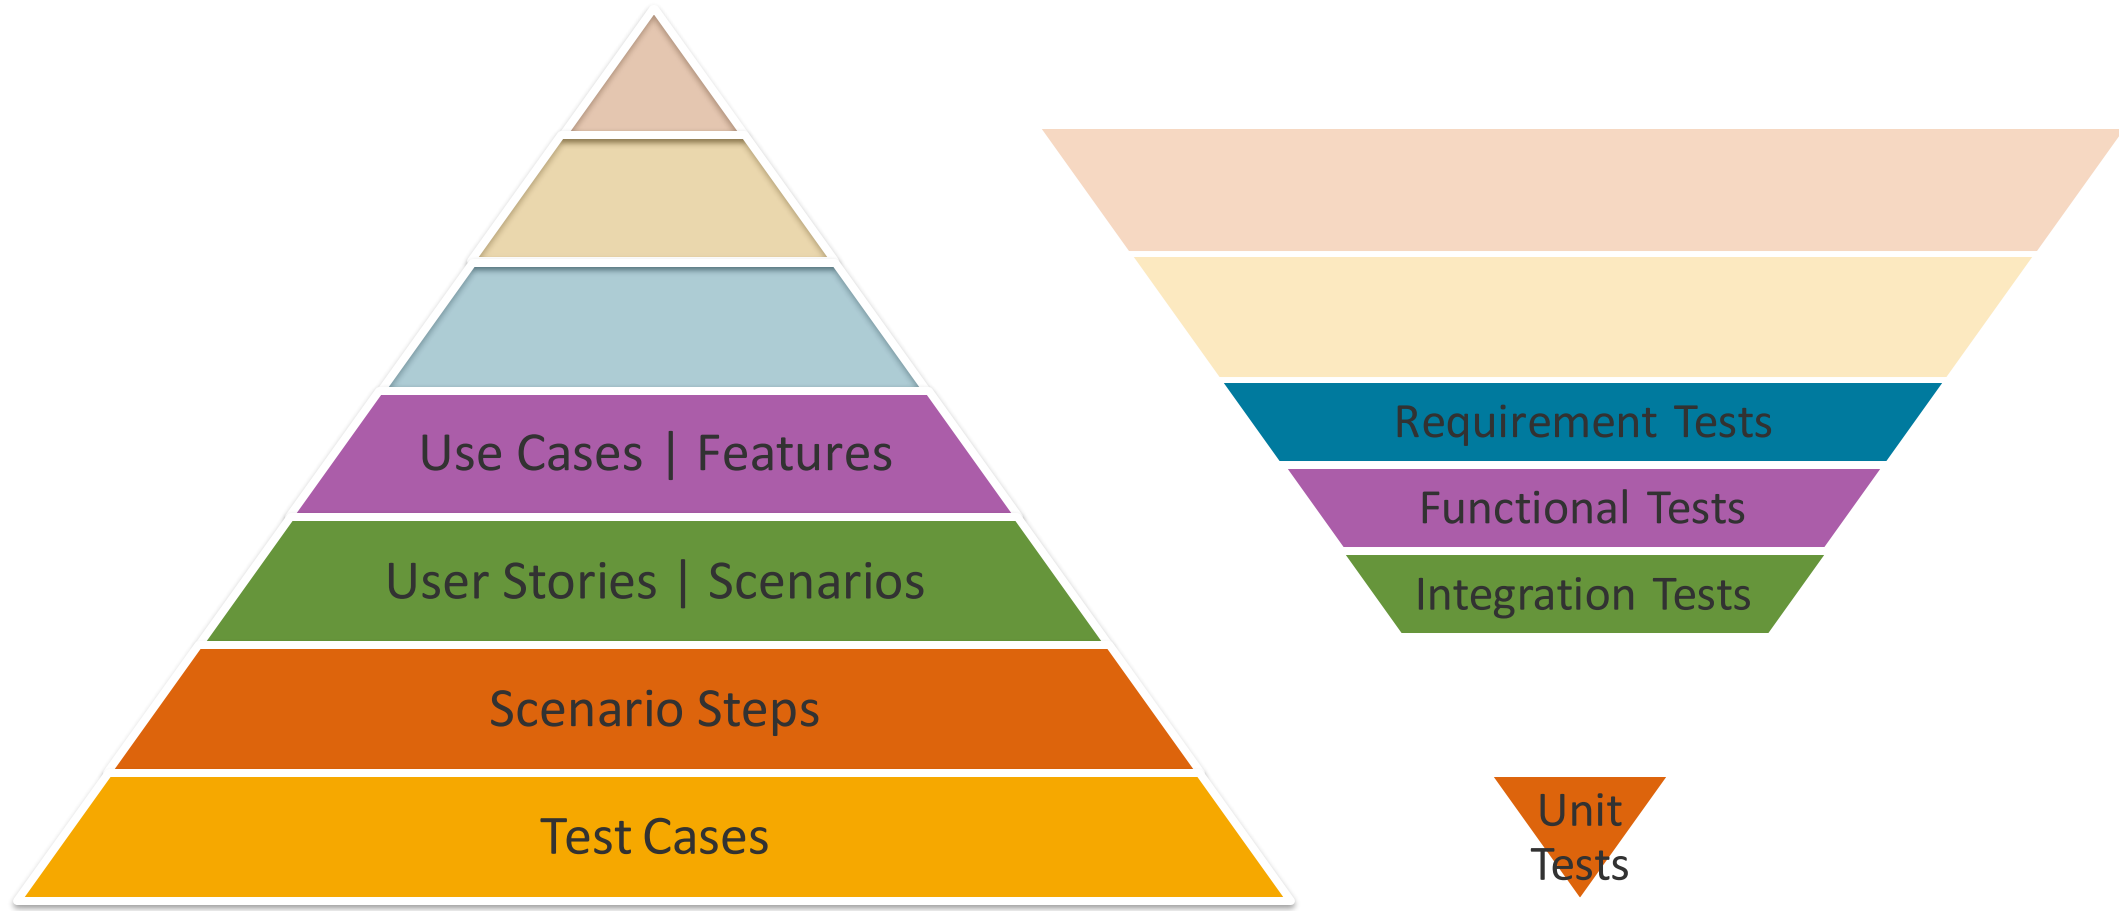 Use Cases | Features
User Stories | Scenarios
Scenario Steps
Test Cases
Requirement Tests
Functional Tests
Integration Tests
Unit
Tests